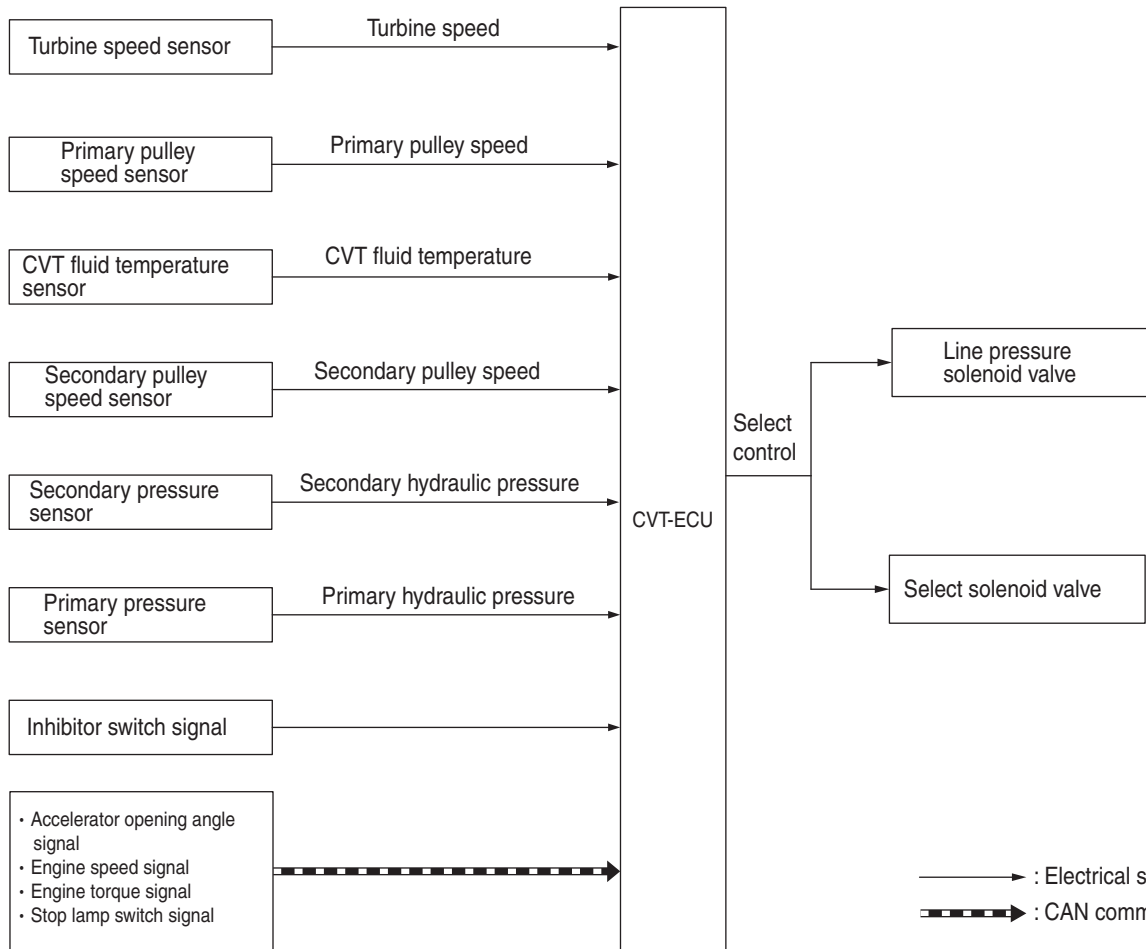 Turbine speed sensor
Turbine speed
Primary pulley
speed sensor
Primary pulley speed
CVT fluid temperature
sensor
CVT fluid temperature
Secondary pulley
speed sensor
Secondary pulley speed
Secondary pressure
sensor
Secondary hydraulic pressure
Primary pressure
sensor
Primary hydraulic pressure
Inhibitor switch signal
• Accelerator opening angle
signal
• Engine speed signal
• Engine torque signal
• Stop lamp switch signal
CVT-ECU
Select
control
Line pressure
solenoid valve
Select solenoid valve
: Electrical s
: CAN comm